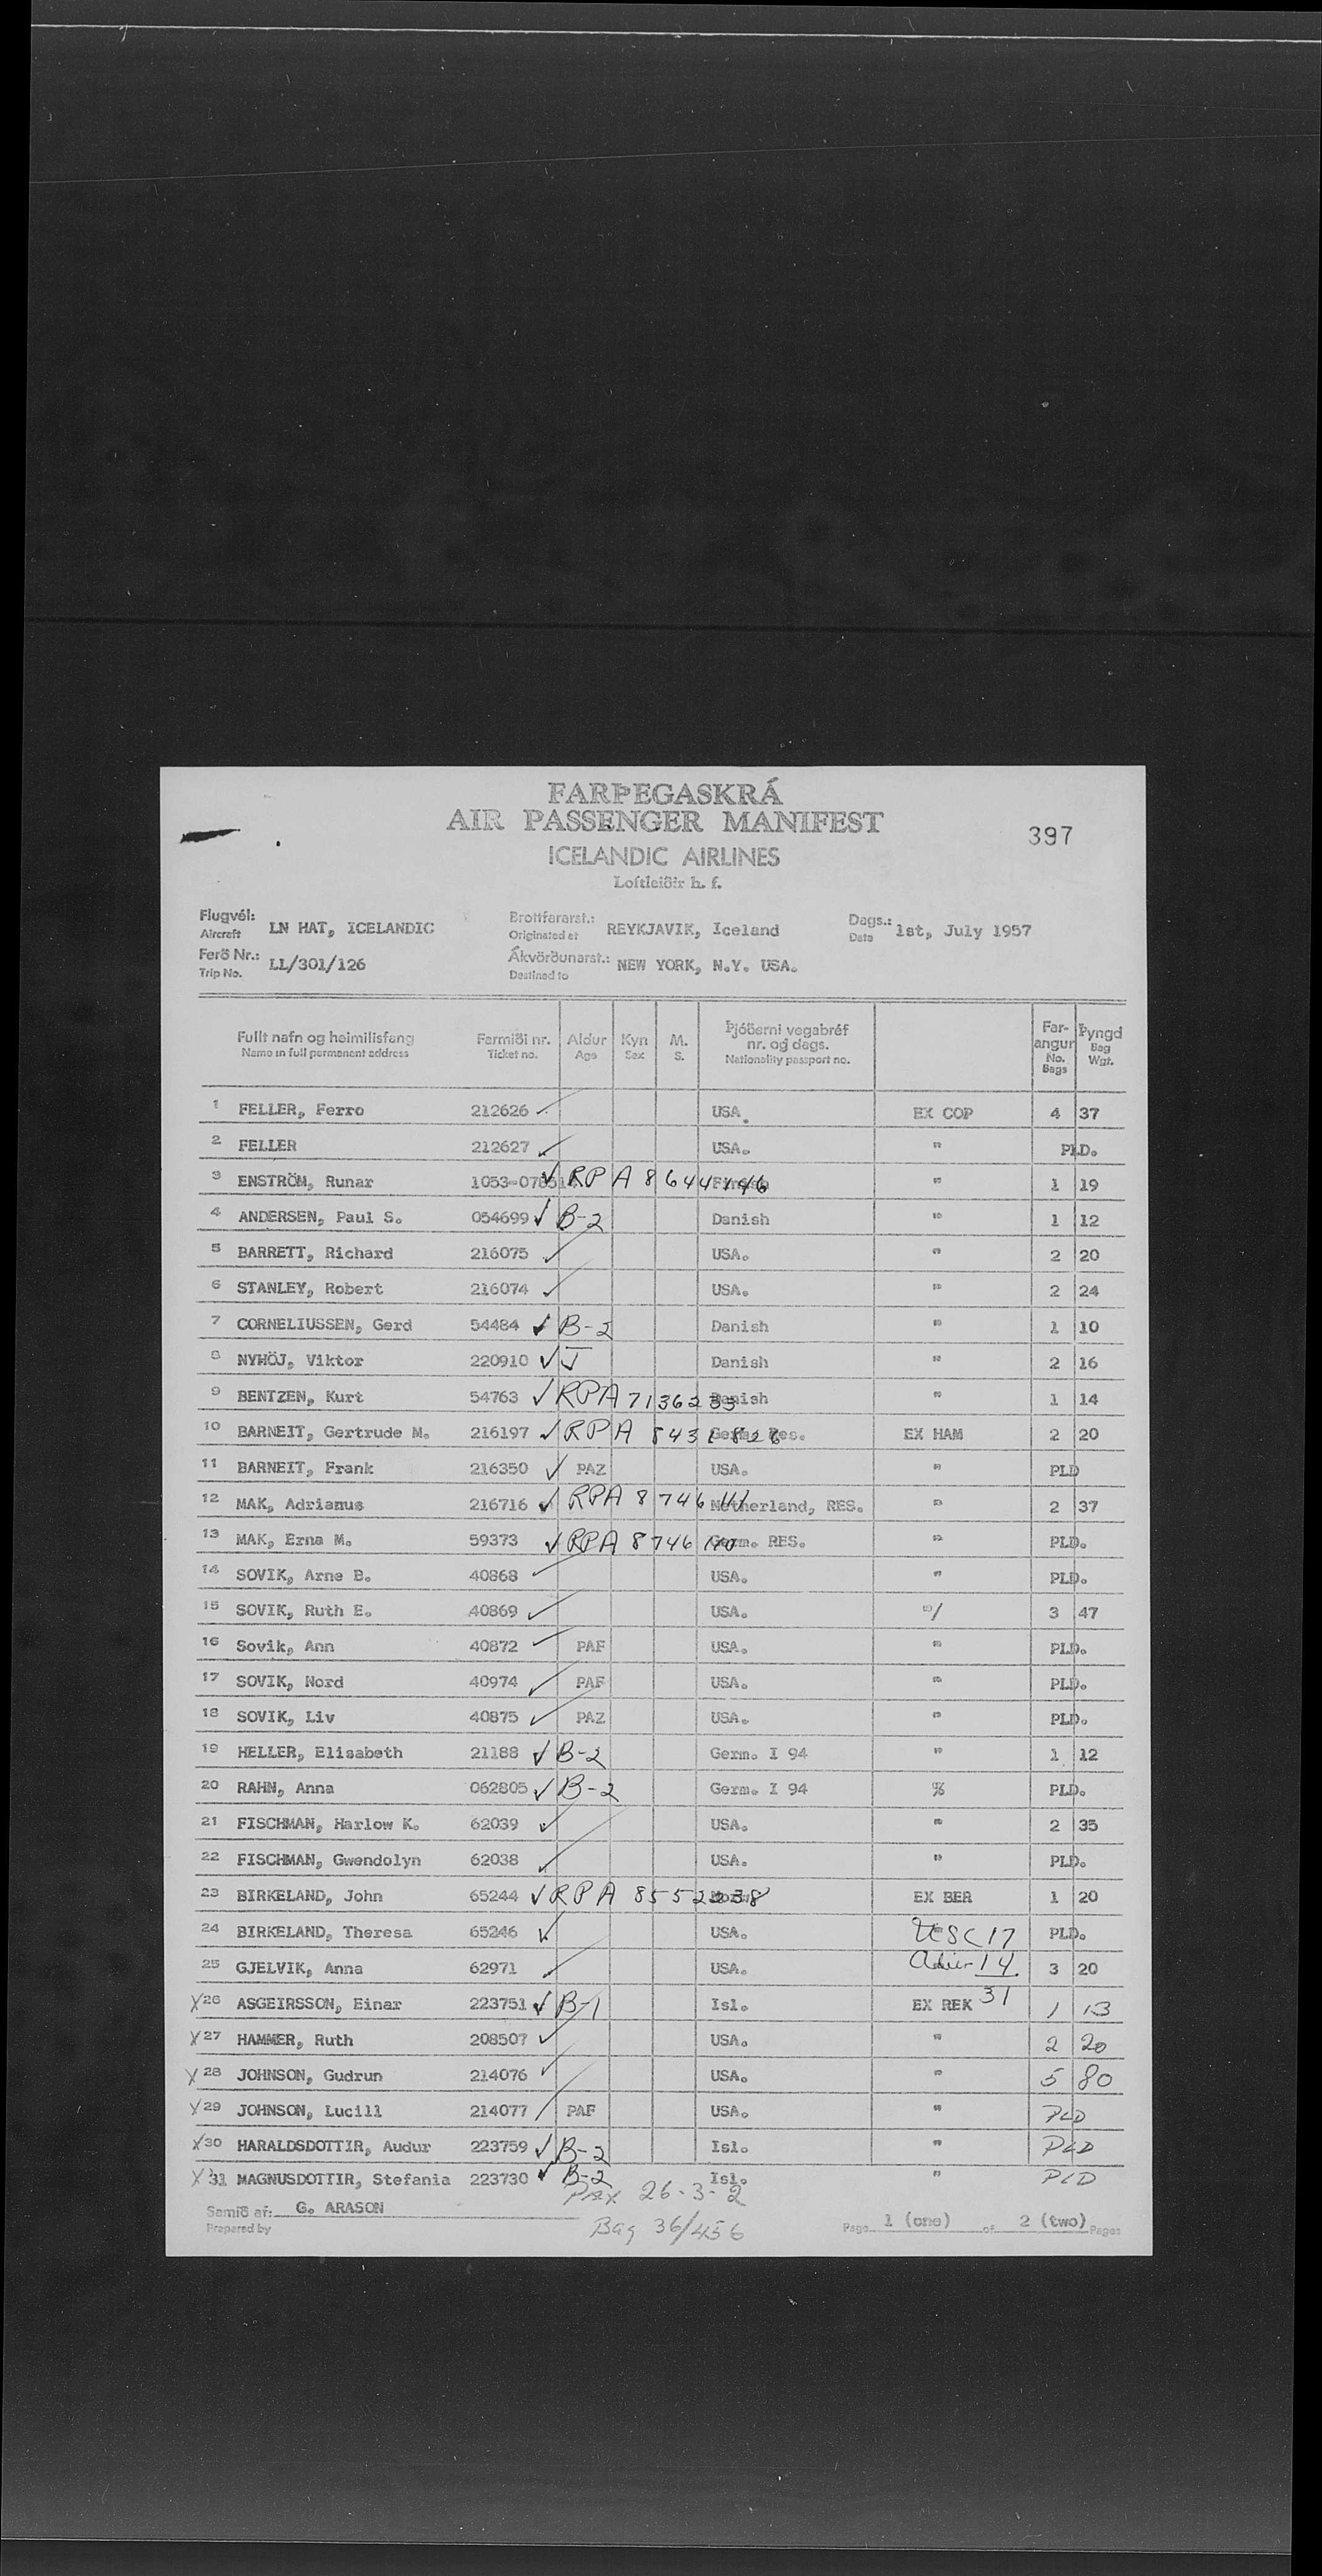 FARÞEGASKRÁ
AIR PASSENGER MANIFEST
397
ICELANDIC AIRLINES
Loftleiðir h. f.
Flugvél: Aircraft LN HAT, ICELANDIC Brottfararst.: Originated at REYKJAVIK, Iceland Dags.: Date 1st, July 1957
Ferð Nr.: Trip No. LL/301/126 Ákvörðunarst.: Destined to NEW YORK, N.Y. USA.
Fullt nafn og heimilisfang Farmiði nr. Aldur Kyn M. Þjóðerni vegabréf nr. og dags. Far-angur Þyngd
Name in full permanent address Ticket no. Age Sex S. Nationality passport no. No. Bags Bag Wgt.
1 FELLER, Ferro 212626 USA. EX COP 4 37
2 FELLER 212627 USA. " PLD.
3 ENSTRÖM, Runar RPA 8644146 " 1 19
4 ANDERSEN, Paul S. 054699 B-2 Danish " 1 12
5 BARRETT, Richard 216075 USA. " 2 20
6 STANLEY, Robert 216074 USA. " 2 24
7 CORNELIUSSEN, Gerd 54484 B-2 Danish " 1 10
8 NYHÖJ, Viktor 220910 J Danish " 2 16
9 BENTZEN, Kurt 54763 RPA 7136233 Danish " 1 14
10 BARNEIT, Gertrude M. 216197 RPA Germ. Res. EX HAM 2 20
11 BARNEIT, Frank 216350 PAZ USA. " PLD
12 MAK, Adrianus 216716 RPA 8746111 Netherland, RES. " 2 37
13 MAK, Erna M. 59373 RPA 8746110 Germ. RES. " PLD.
14 SOVIK, Arne B. 40868 USA. " PLD.
15 SOVIK, Ruth E. 40869 USA. "/ 3 47
16 Sovik, Ann 40872 PAF USA. " PLD.
17 SOVIK, Nord 40974 PAF USA. " PLD.
18 SOVIK, Liv 40875 PAZ USA. " PLD.
19 HELLER, Elisabeth 21188 B-2 Germ. I 94 " 1 12
20 RAHN, Anna 062805 B-2 Germ. I 94 PLD.
21 FISCHMAN, Harlow K. 62039 USA. " 2 35
22 FISCHMAN, Gwendolyn 62038 USA. " PLD.
23 BIRKELAND, John 65244 RPA 8552238 EX BER 1 20
24 BIRKELAND, Theresa 65246 USA. USC 17 PLD.
25 GJELVIK, Anna 62971 USA. 14 3 20
31
X 26 ASGEIRSSON, Einar 223751 B-1 Isl. EX REK 1 13
X 27 HAMMER, Ruth 208507 USA. " 2 20
X 28 JOHNSON, Gudrun 214076 USA. " 5 80
X 29 JOHNSON, Lucill 214077 PAF USA. " PLD
X 30 HARALDSDOTTIR, Audur 223759 B-2 Isl. " PLD
X 31 MAGNUSDOTTIR, Stefania 223730 B-2 Isl. " PLD
Pax 26-3-2
Samið af: Prepared by G. ARASON Bag 36/456 Page 1 (one) of 2 (two) Pages